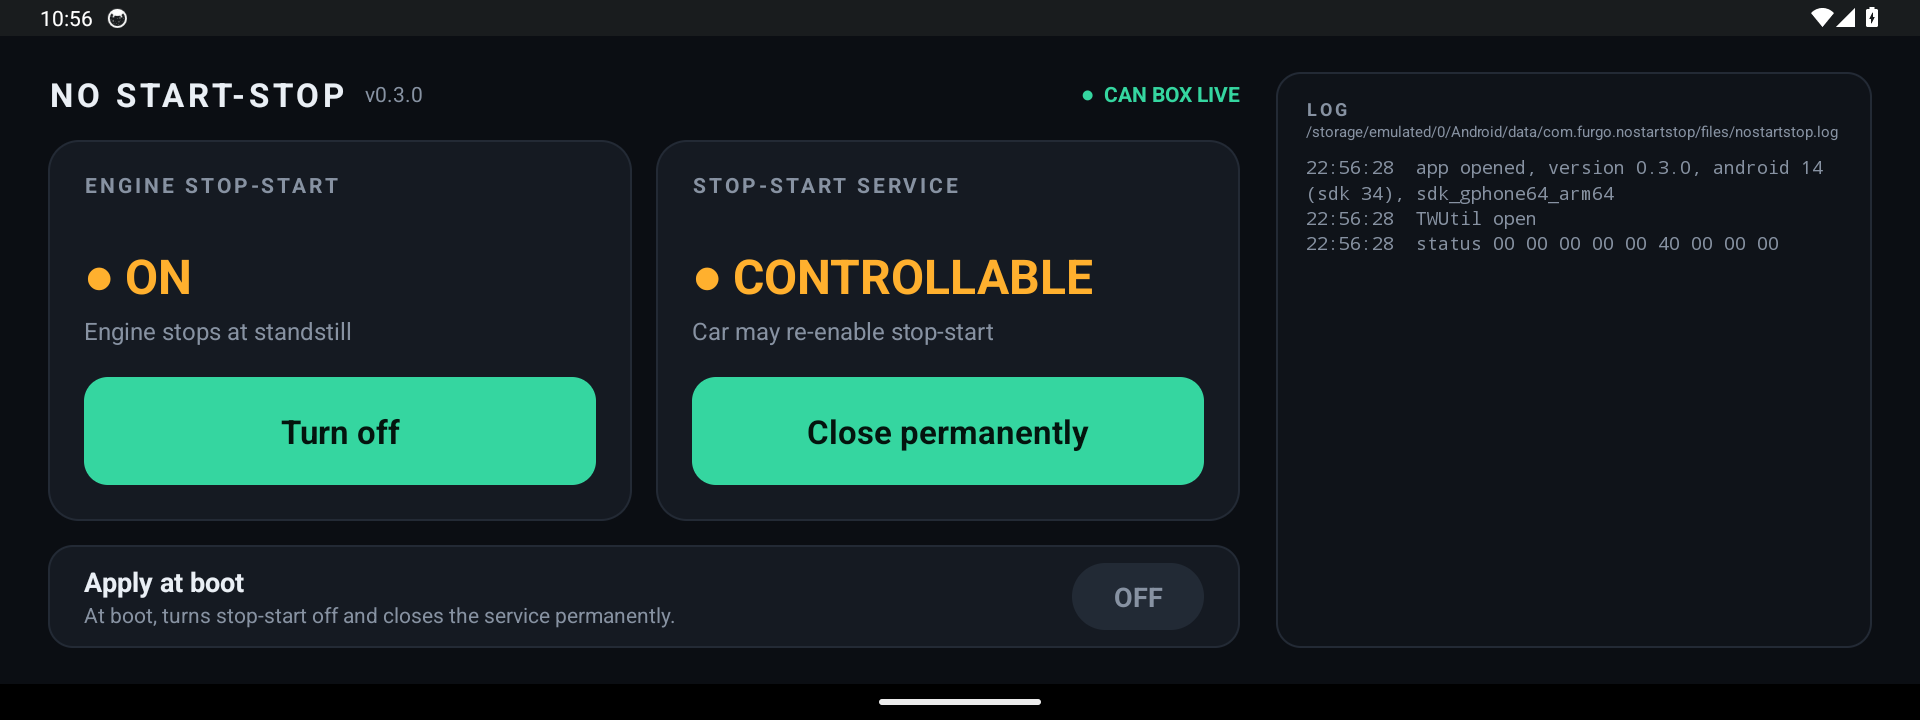 10:56
NO START-STOP v0.3.0
● CAN BOX LIVE
ENGINE STOP-START
● ON
Engine stops at standstill
Turn off
STOP-START SERVICE
● CONTROLLABLE
Car may re-enable stop-start
Close permanently
Apply at boot
At boot, turns stop-start off and closes the service permanently.
OFF
LOG
/storage/emulated/0/Android/data/com.furgo.nostartstop/files/nostartstop.log
22:56:28  app opened, version 0.3.0, android 14
(sdk 34), sdk_gphone64_arm64
22:56:28  TWUtil open
22:56:28  status 00 00 00 00 00 40 00 00 00